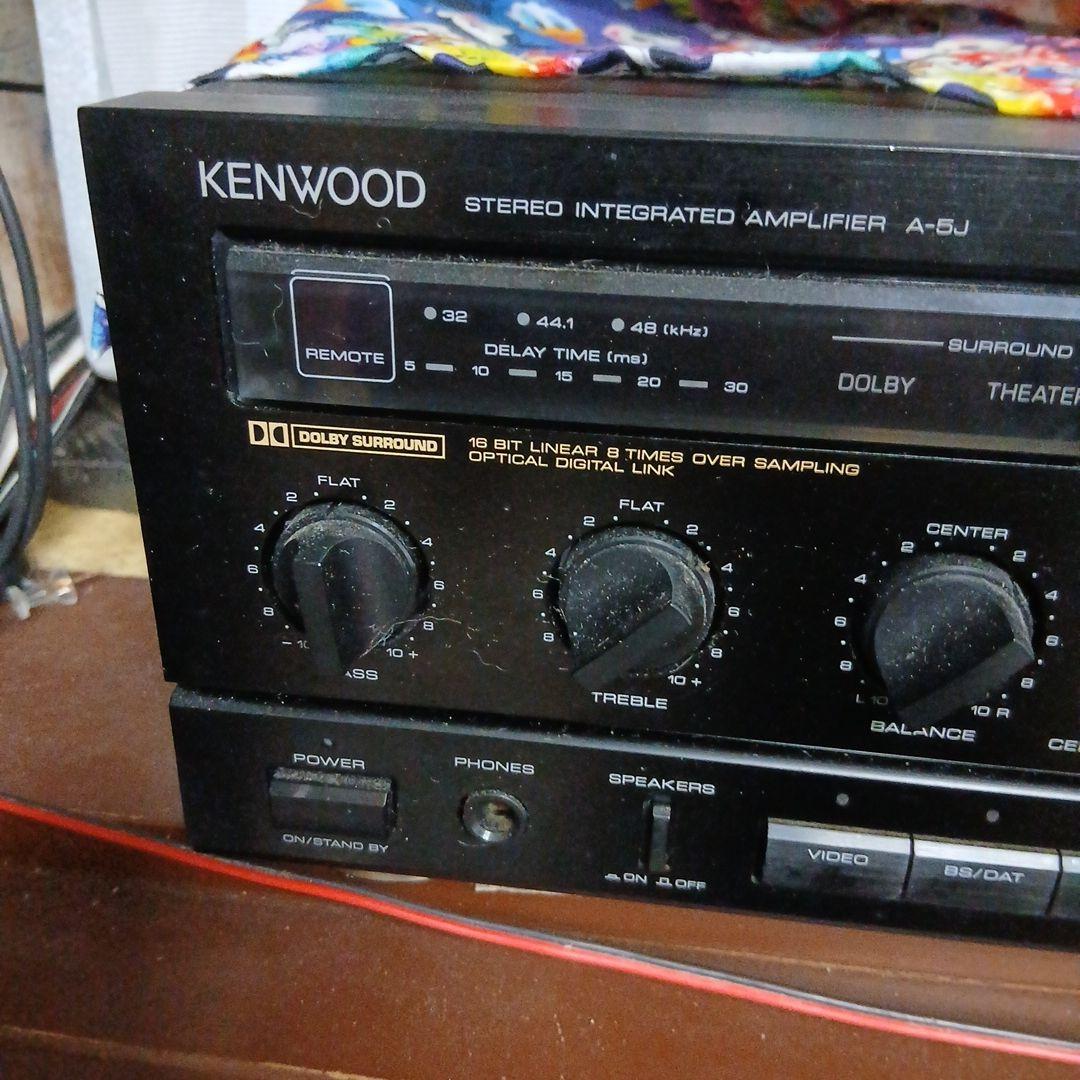 KENWOOD
STEREO INTEGRATED AMPLIFIER A-5J
REMOTE
32 44.1 48 (kHz)
DELAY TIME (ms)
5 10 15 20 30
SURROUND
DOLBY THEATER
DOLBY SURROUND
16 BIT LINEAR 8 TIMES OVER SAMPLING
OPTICAL DIGITAL LINK
FLAT
2 2
4 4
6 6
8 8
10 +
FLAT
2 2
4 4
6 6
8 8
10 +
TREBLE
CENTER
2 2
4 4
6 6
8 8
L 10 10 R
BALANCE
POWER
ON/STAND BY
PHONES
SPEAKERS
ON OFF
VIDEO
BS/DAT